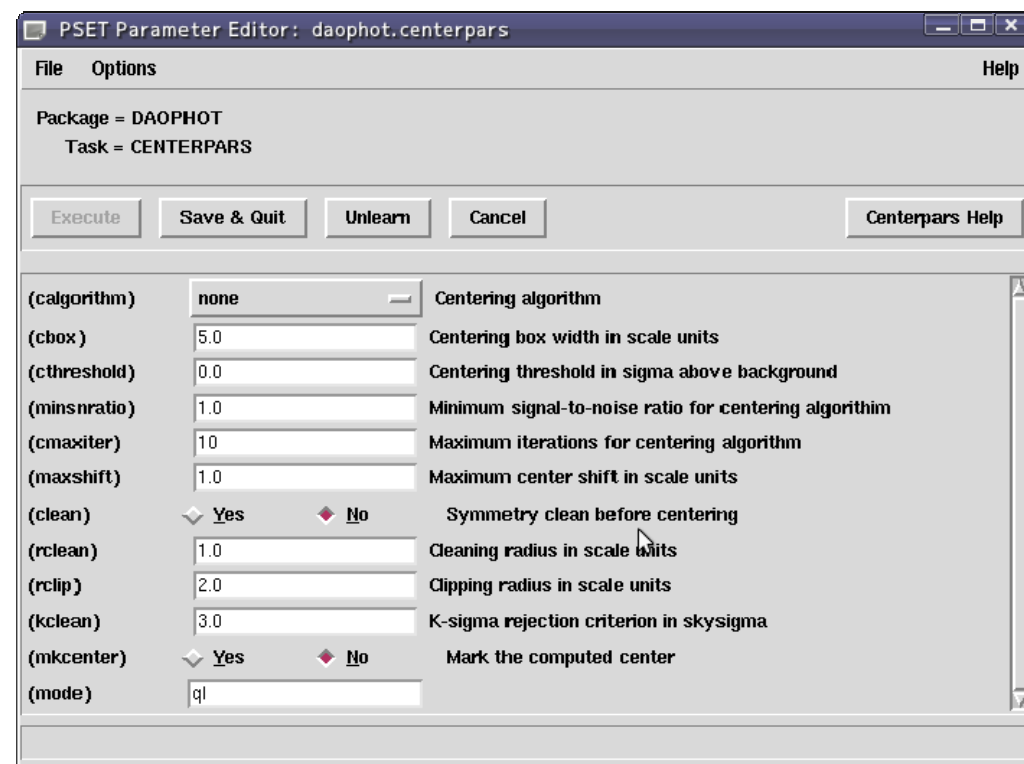 PSET Parameter Editor: daophot.centerpars
File Options Help
Package = DAOPHOT
Task = CENTERPARS
Execute Save & Quit Unlearn Cancel Centerpars Help
(calgorithm) none Centering algorithm
(cbox) 5.0 Centering box width in scale units
(cthreshold) 0.0 Centering threshold in sigma above background
(minsnratio) 1.0 Minimum signal-to-noise ratio for centering algorithim
(cmaxiter) 10 Maximum iterations for centering algorithm
(maxshift) 1.0 Maximum center shift in scale units
(clean) Yes No Symmetry clean before centering
(rclean) 1.0 Cleaning radius in scale units
(rclip) 2.0 Clipping radius in scale units
(kclean) 3.0 K-sigma rejection criterion in skysigma
(mkcenter) Yes No Mark the computed center
(mode) ql